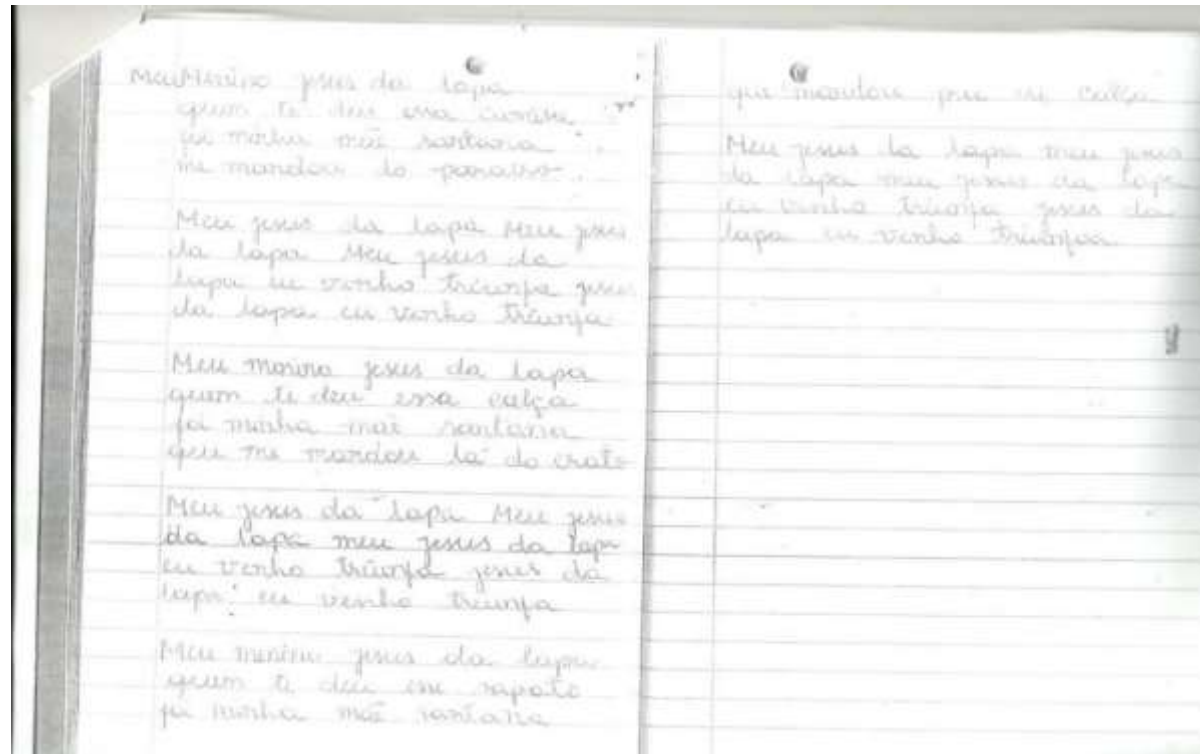 Meu Menino jesus da lapa
quem te deu essa
minha mãe santana
me mandou do paraiso
Meu jesus da lapa Meu jesus
da lapa Meu jesus da
lapa eu venho triunfa jesus
da lapa eu venho triunfa
Meu menino jesus da lapa
quem te deu essa calça
foi minha mãe santana
que me mandou lá do crato
Meu jesus da lapa Meu jesus
da lapa meu jesus da lapa
eu venho triunfa jesus da
lapa eu venho triunfa
Meu menino jesus da lapa
quem te deu esse sapato
foi minha mãe santana
que mandou calça
Meu jesus da lapa meu jesus
da lapa meu jesus da lapa
eu venho triunfa jesus da
lapa eu venho triunfa